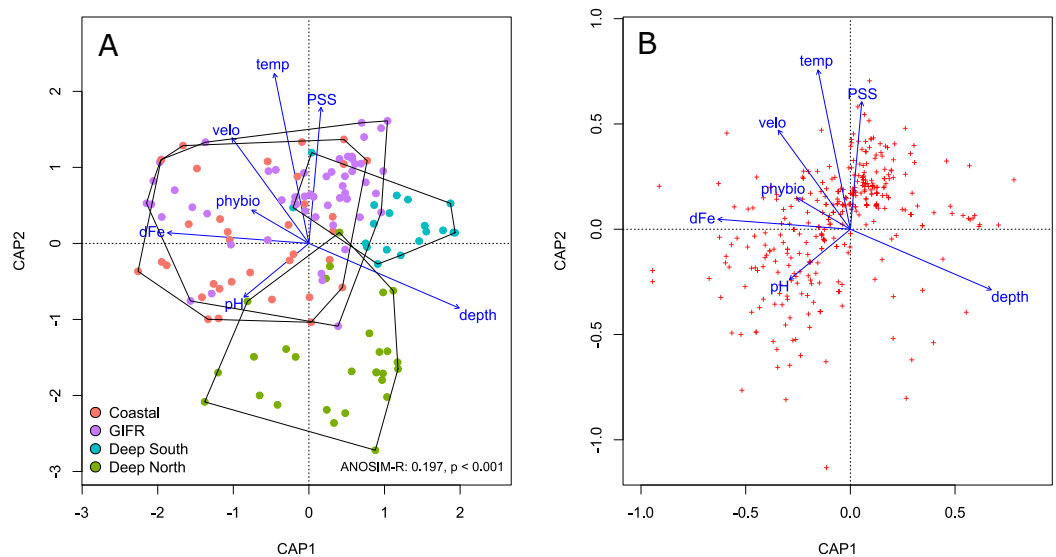 A
temp
PSS
velo
phybio
dFe
pH
depth
Coastal
GIFR
Deep South
Deep North
ANOSIM-R: 0.197, p < 0.001
CAP2
2
1
0
-1
-2
-3
-3
-2
-1
0
1
2
CAP1
B
temp
PSS
velo
phybio
dFe
pH
depth
CAP2
1.0
0.5
0.0
-0.5
-1.0
-1.0
-0.5
0.0
0.5
CAP1